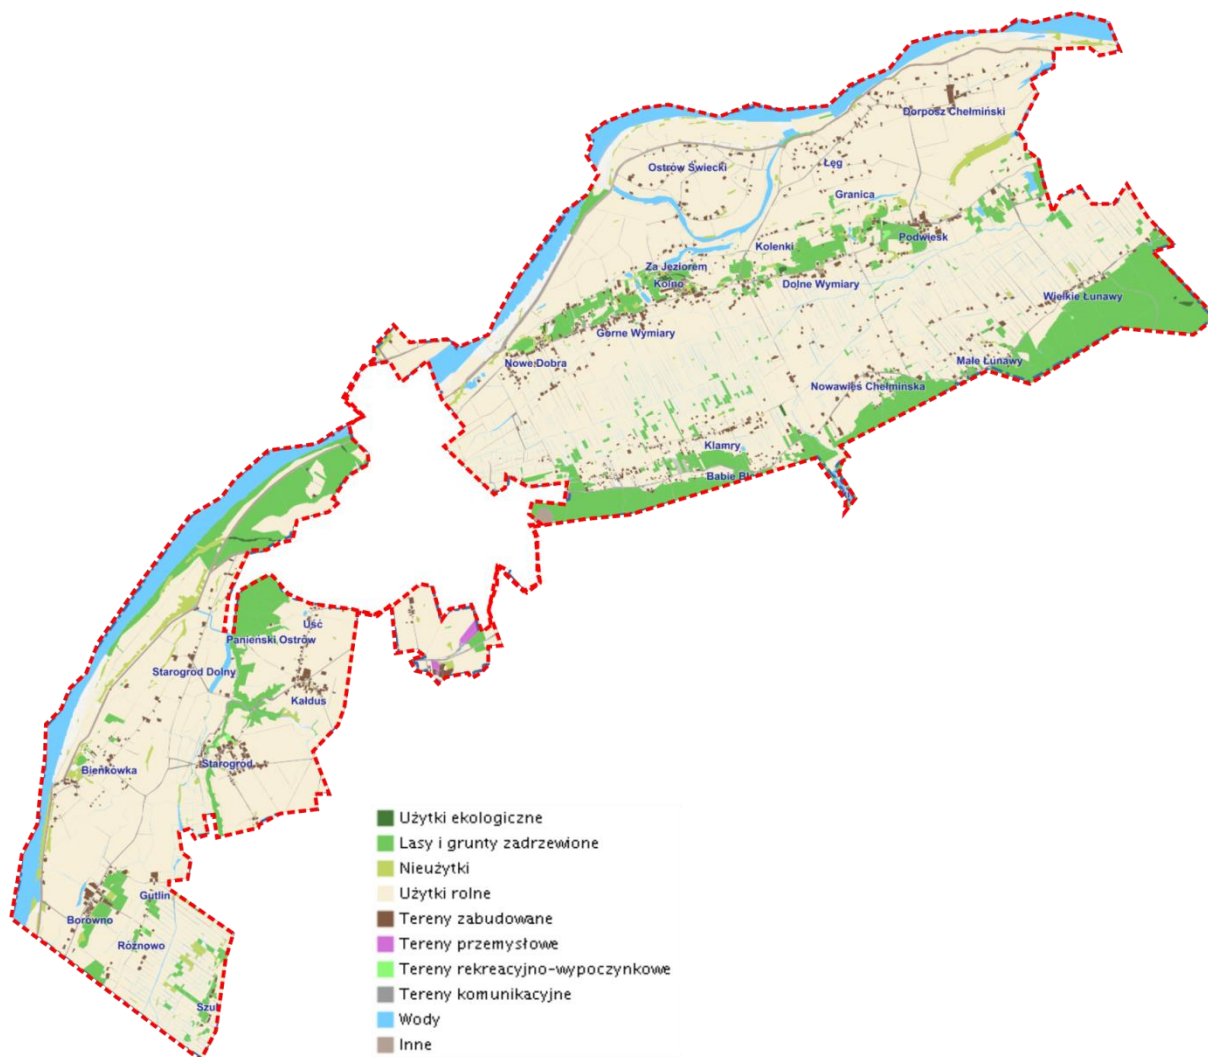 Dorposz Chełmiński
Ostrów Świecki
Łęg
Granica
Podwiesk
Kolenki
Za Jeziorem
Kolno
Dolne Wymiary
Wielkie Łunawy
Górne Wymiary
Nowe Dobra
Małe Łunawy
Nowawieś Chełmińska
Klamry
Babie
Uść
Panieński Ostrów
Starogród Dolny
Kałdus
Starogród
Bieńkówka
Gutlin
Borówno
Różnowo
Szu
Użytki ekologiczne
Lasy i grunty zadrzewione
Nieużytki
Użytki rolne
Tereny zabudowane
Tereny przemysłowe
Tereny rekreacyjno-wypoczynkowe
Tereny komunikacyjne
Wody
Inne